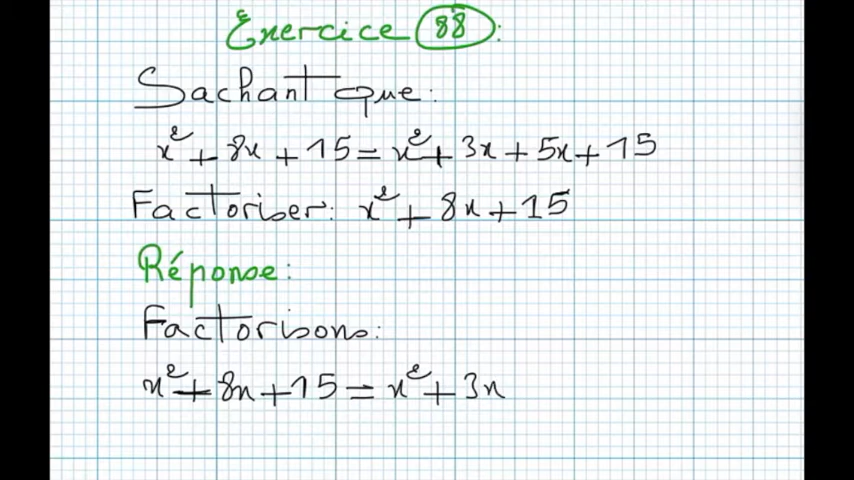 Exercice 88:
Sachant que:
x² + 8x + 15 = x² + 3x + 5x + 15
Factoriser: x² + 8x + 15
Réponse:
Factorisons:
x² + 8x + 15 = x² + 3x